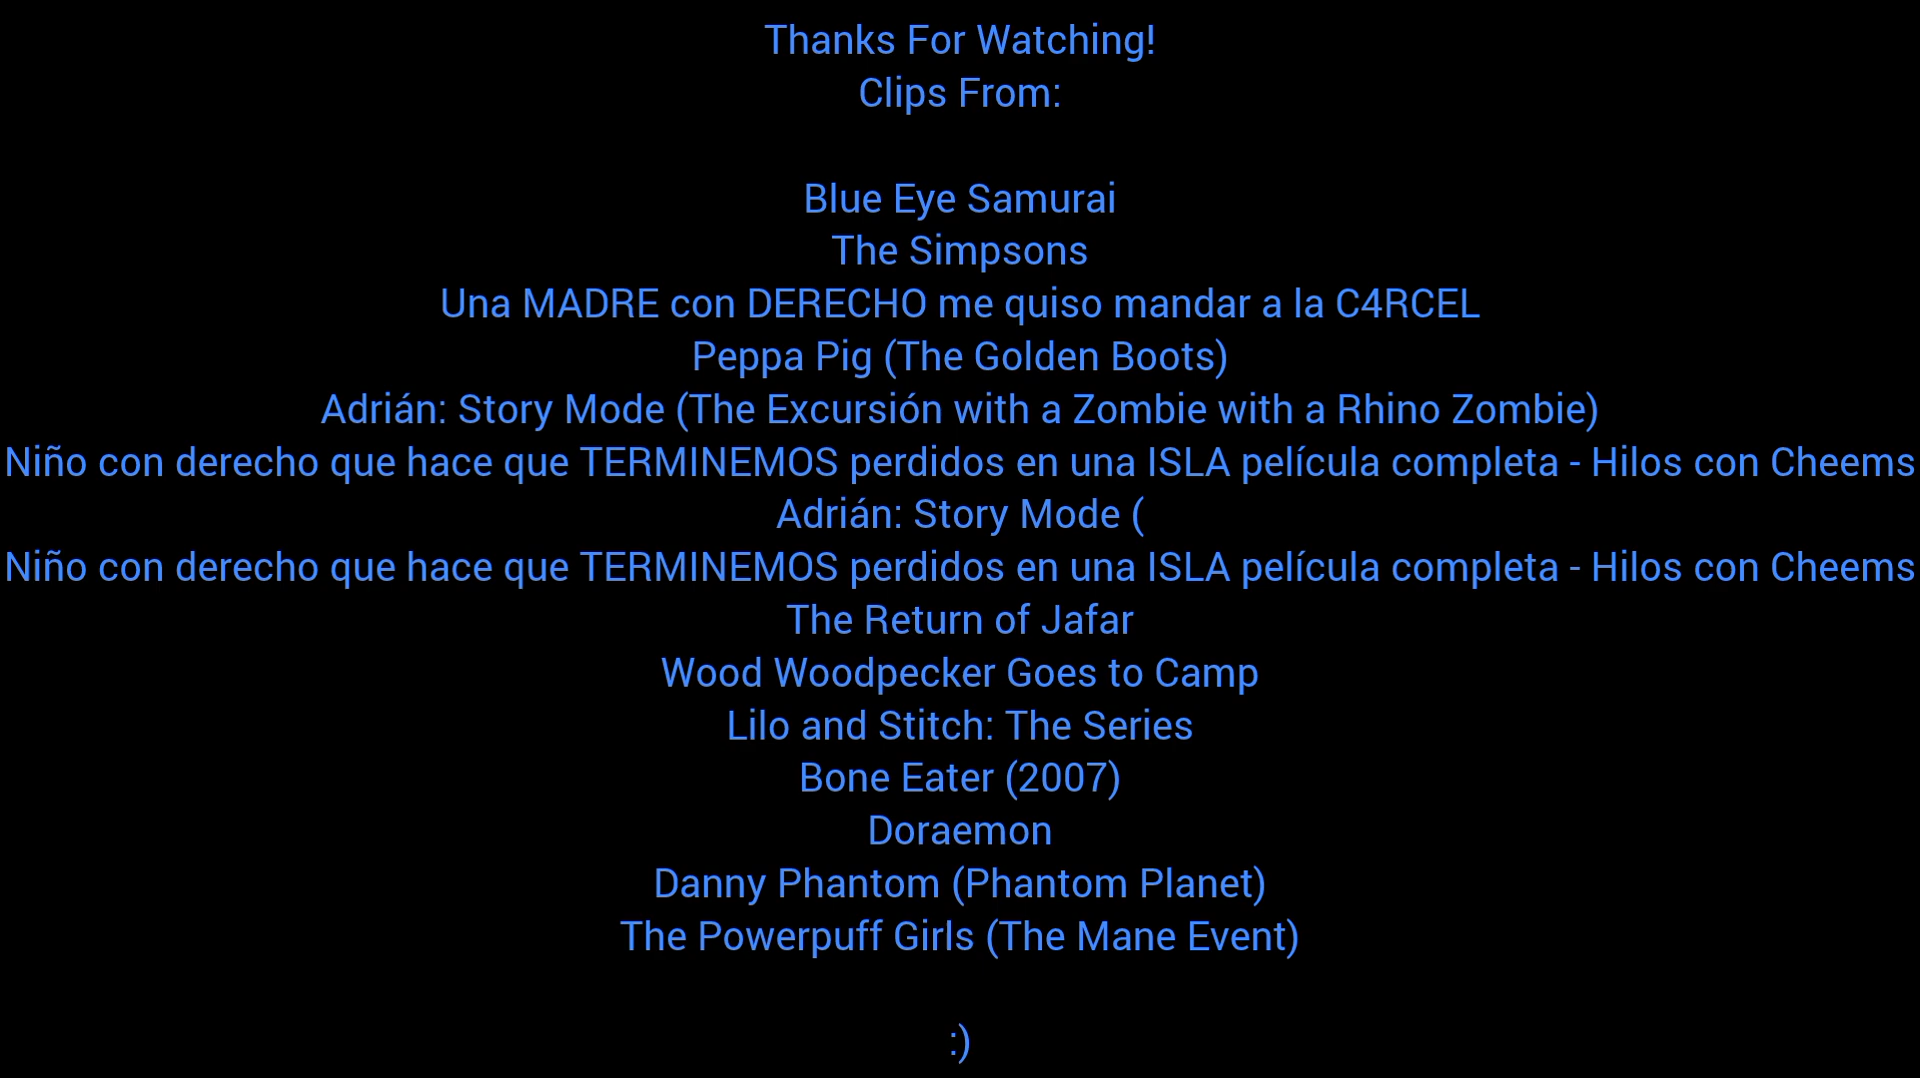 Thanks For Watching!
Clips From:
Blue Eye Samurai
The Simpsons
Una MADRE con DERECHO me quiso mandar a la C4RCEL
Peppa Pig (The Golden Boots)
Adrián: Story Mode (The Excursión with a Zombie with a Rhino Zombie)
Niño con derecho que hace que TERMINEMOS perdidos en una ISLA película completa - Hilos con Cheems
Adrián: Story Mode (
Niño con derecho que hace que TERMINEMOS perdidos en una ISLA película completa - Hilos con Cheems
The Return of Jafar
Wood Woodpecker Goes to Camp
Lilo and Stitch: The Series
Bone Eater (2007)
Doraemon
Danny Phantom (Phantom Planet)
The Powerpuff Girls (The Mane Event)
:)